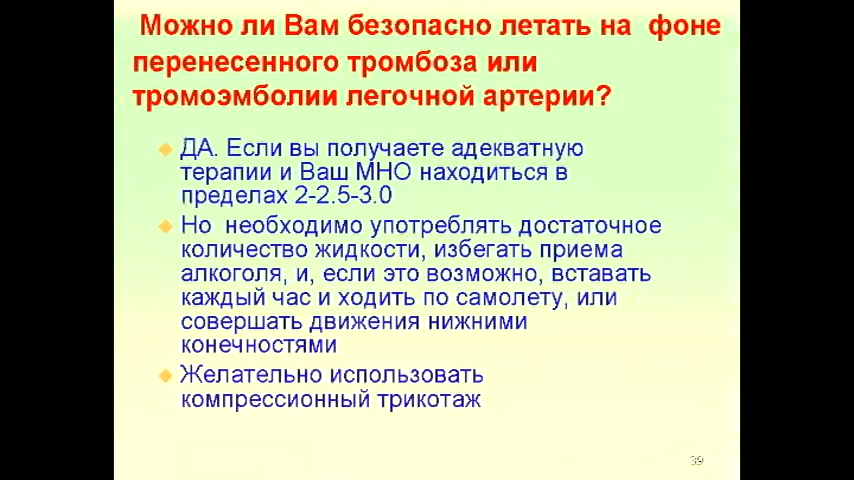 Можно ли Вам безопасно летать на фоне
перенесенного тромбоза или
тромоэмболии легочной артерии?
ДА. Если вы получаете адекватную
терапии и Ваш МНО находиться в
пределах 2-2.5-3.0
Но необходимо употреблять достаточное
количество жидкости, избегать приема
алкоголя, и, если это возможно, вставать
каждый час и ходить по самолету, или
совершать движения нижними
конечностями
Желательно использовать
компрессионный трикотаж
39